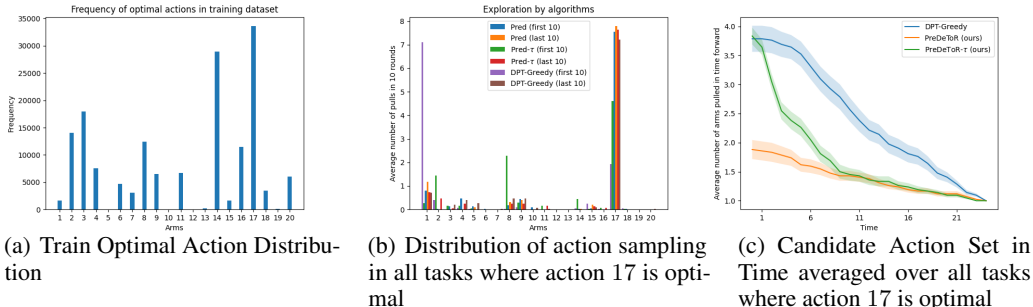 Frequency of optimal actions in training dataset
35000
30000
25000
20000
15000
10000
5000
0
Frequency
1 2 3 4 5 6 7 8 9 10 11 12 13 14 15 16 17 18 19 20
Arms
(a) Train Optimal Action Distribu-
tion
Exploration by algorithms
8
7
6
5
4
3
2
1
0
Average number of pulls in 10 rounds
Pred (first 10)
Pred (last 10)
Pred-τ (first 10)
Pred-τ (last 10)
DPT-Greedy (first 10)
DPT-Greedy (last 10)
1 2 3 4 5 6 7 8 9 10 11 12 13 14 15 16 17 18 19 20
Arms
(b) Distribution of action sampling
in all tasks where action 17 is opti-
mal
4.0
3.5
3.0
2.5
2.0
1.5
1.0
Average number of arms pulled in time forward
DPT-Greedy
PreDeToR (ours)
PreDeToR-τ (ours)
1 6 11 16 21
Time
(c) Candidate Action Set in
Time averaged over all tasks
where action 17 is optimal